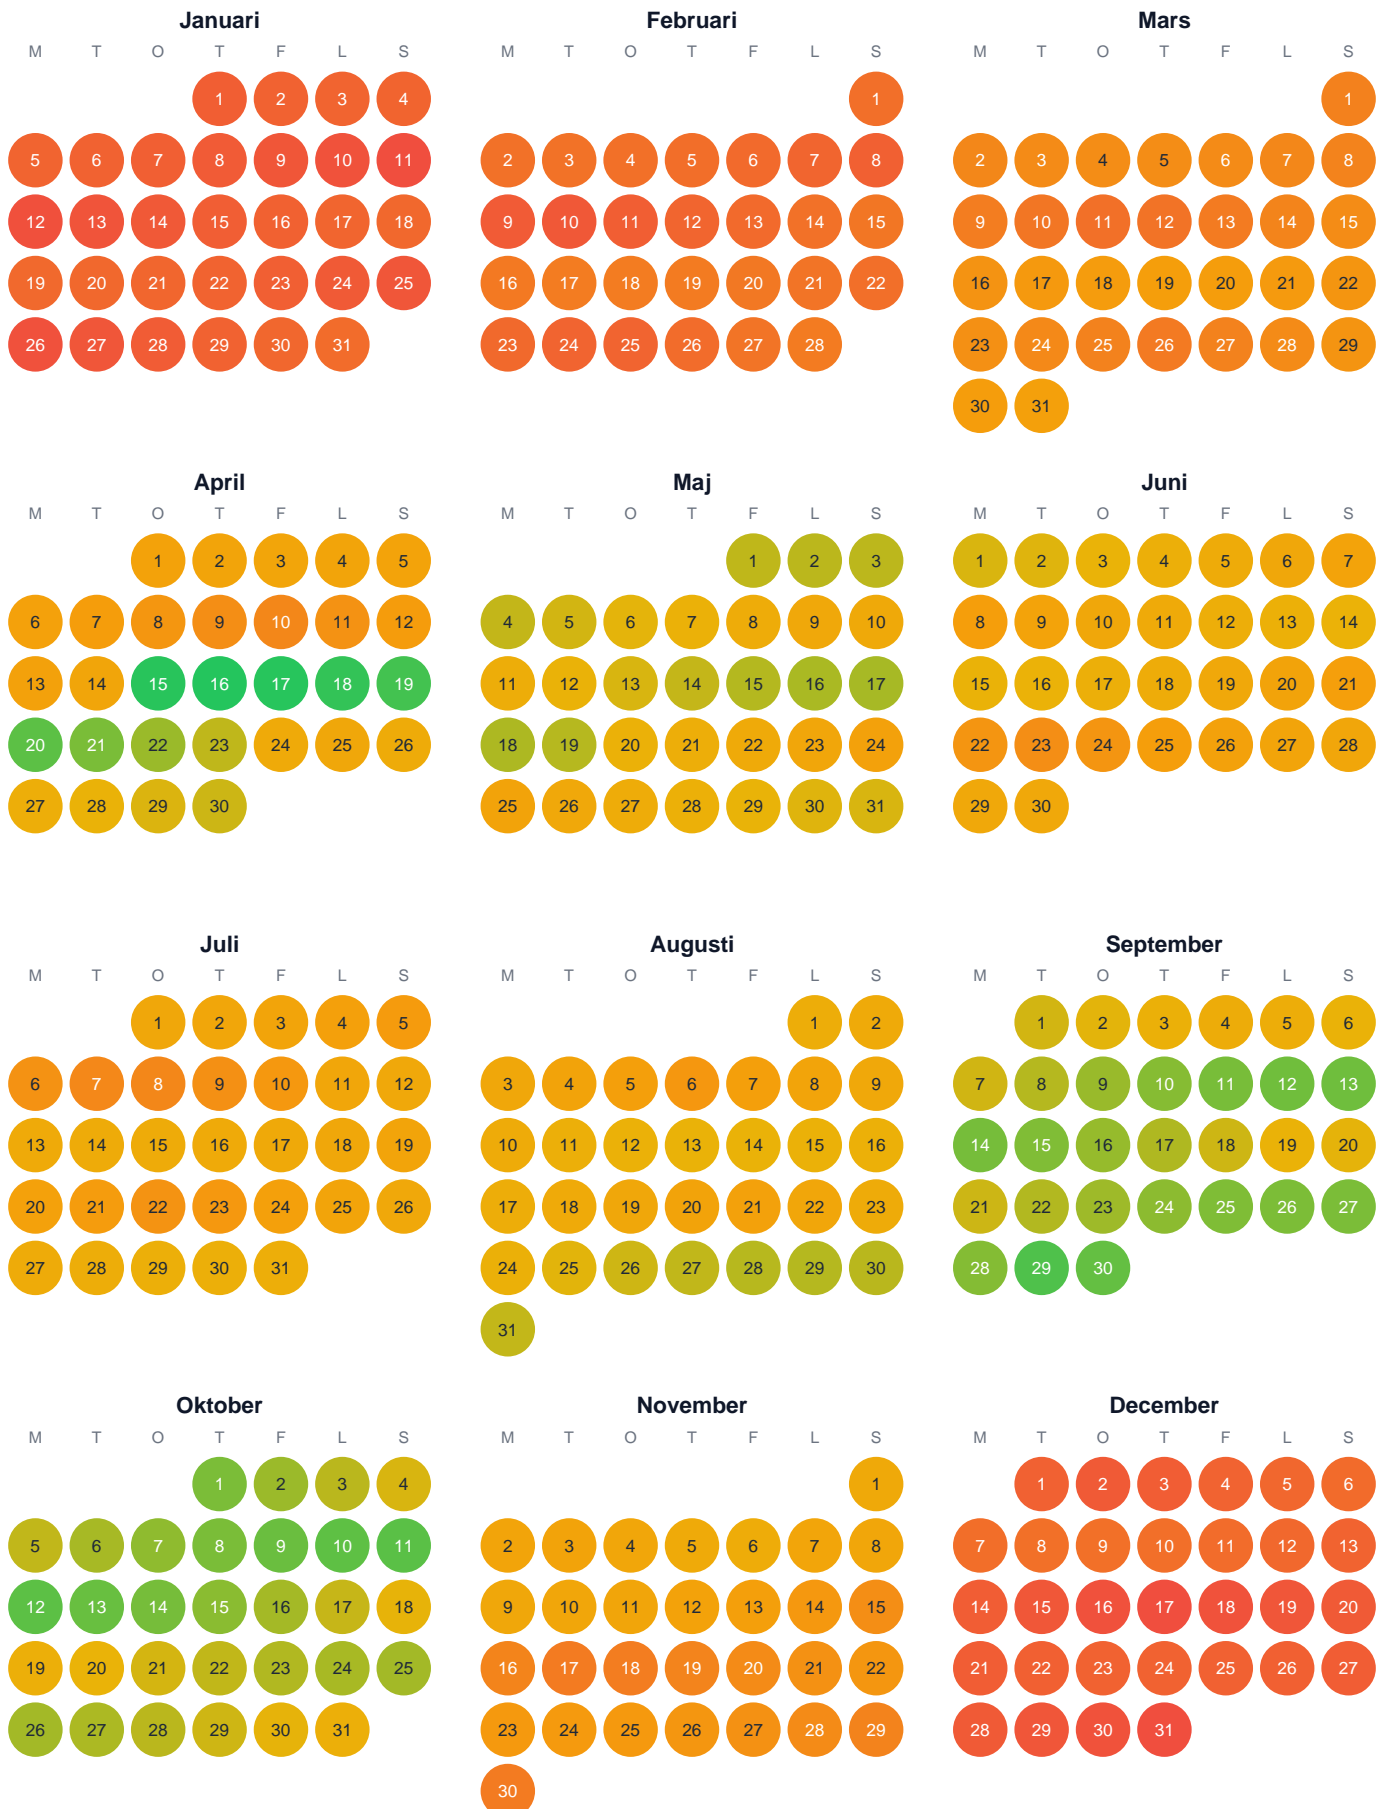 Januari Februari Mars
M T O T F L S M T O T F L S M T O T F L S
1 2 3 4 1 1
5 6 7 8 9 10 11 2 3 4 5 6 7 8 2 3 4 5 6 7 8
12 13 14 15 16 17 18 9 10 11 12 13 14 15 9 10 11 12 13 14 15
19 20 21 22 23 24 25 16 17 18 19 20 21 22 16 17 18 19 20 21 22
26 27 28 29 30 31 23 24 25 26 27 28 23 24 25 26 27 28 29
30 31
April Maj Juni
M T O T F L S M T O T F L S M T O T F L S
1 2 3 4 5 1 2 3 1 2 3 4 5 6 7
6 7 8 9 10 11 12 4 5 6 7 8 9 10 8 9 10 11 12 13 14
13 14 15 16 17 18 19 11 12 13 14 15 16 17 15 16 17 18 19 20 21
20 21 22 23 24 25 26 18 19 20 21 22 23 24 22 23 24 25 26 27 28
27 28 29 30 25 26 27 28 29 30 31 29 30
Juli Augusti September
M T O T F L S M T O T F L S M T O T F L S
1 2 3 4 5 1 2 1 2 3 4 5 6
6 7 8 9 10 11 12 3 4 5 6 7 8 9 7 8 9 10 11 12 13
13 14 15 16 17 18 19 10 11 12 13 14 15 16 14 15 16 17 18 19 20
20 21 22 23 24 25 26 17 18 19 20 21 22 23 21 22 23 24 25 26 27
27 28 29 30 31 24 25 26 27 28 29 30 28 29 30
31
Oktober November December
M T O T F L S M T O T F L S M T O T F L S
1 2 3 4 1 1 2 3 4 5 6
5 6 7 8 9 10 11 2 3 4 5 6 7 8 7 8 9 10 11 12 13
12 13 14 15 16 17 18 9 10 11 12 13 14 15 14 15 16 17 18 19 20
19 20 21 22 23 24 25 16 17 18 19 20 21 22 21 22 23 24 25 26 27
26 27 28 29 30 31 23 24 25 26 27 28 29 28 29 30 31
30